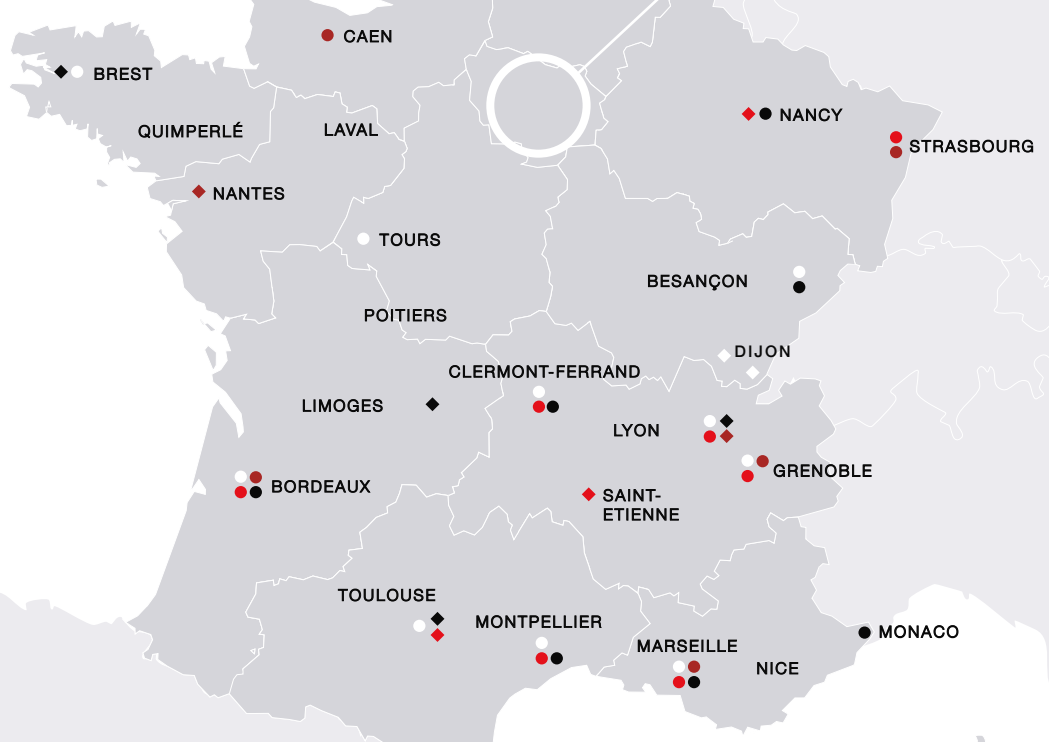 CAEN
BREST
NANCY
QUIMPERLÉ
LAVAL
STRASBOURG
NANTES
TOURS
BESANÇON
POITIERS
DIJON
CLERMONT-FERRAND
LIMOGES
LYON
GRENOBLE
BORDEAUX
SAINT-
ETIENNE
TOULOUSE
MONTPELLIER
MONACO
MARSEILLE
NICE